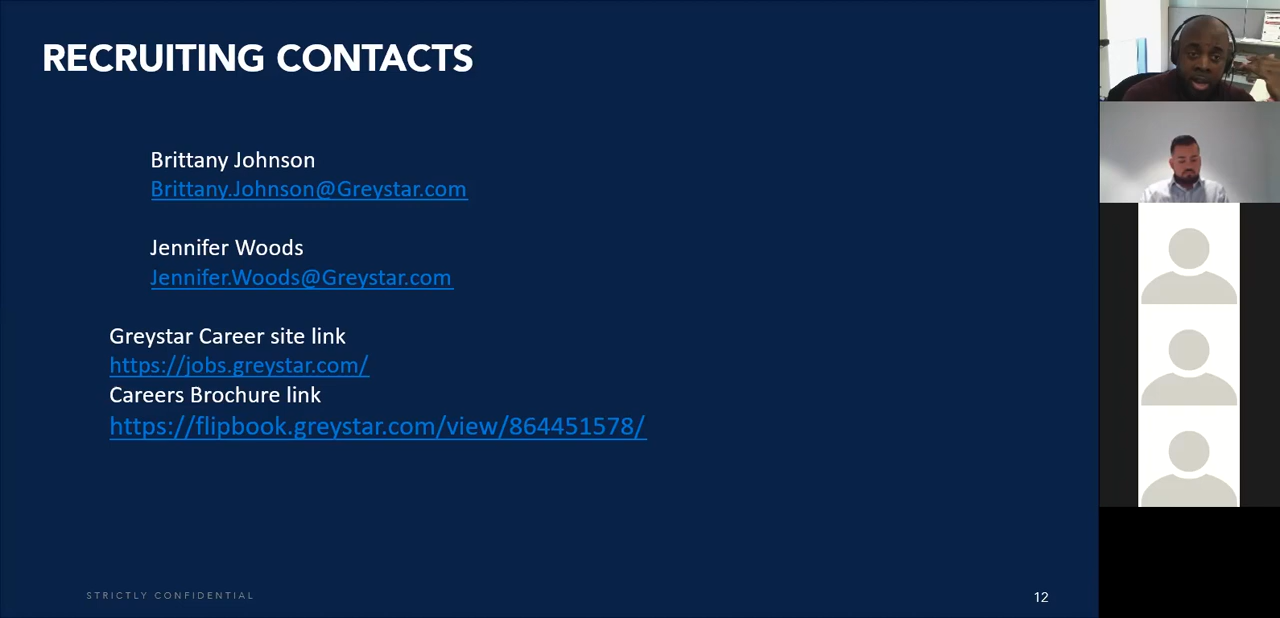 RECRUITING CONTACTS
Brittany Johnson
Brittany.Johnson@Greystar.com
Jennifer Woods
Jennifer.Woods@Greystar.com
Greystar Career site link
https://jobs.greystar.com/
Careers Brochure link
https://flipbook.greystar.com/view/864451578/
STRICTLY CONFIDENTIAL
12